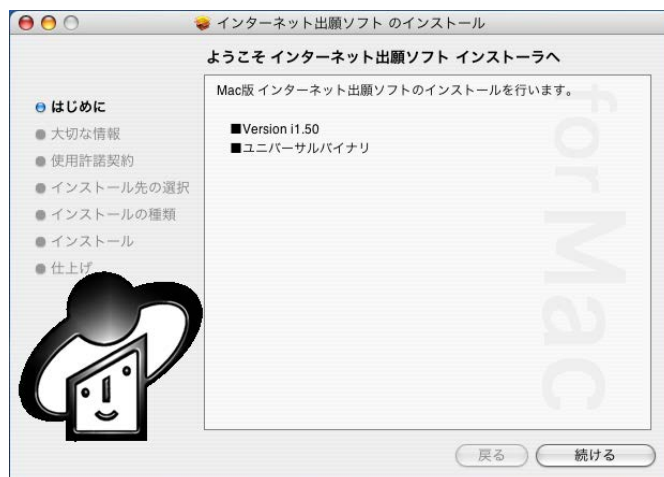 インターネット出願ソフト のインストール
ようこそ インターネット出願ソフト インストーラへ
はじめに
大切な情報
使用許諾契約
インストール先の選択
インストールの種類
インストール
仕上げ
Mac版 インターネット出願ソフトのインストールを行います。
■Version i1.50
■ユニバーサルバイナリ
for Mac
戻る
続ける